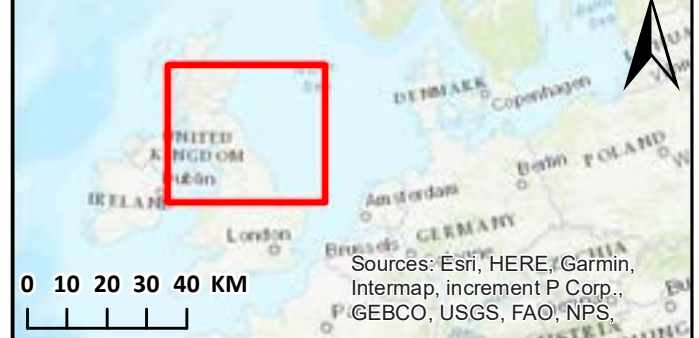 DENMARK
Copenhagen
UNITED
KINGDOM
Dublin
IRELAND
POLAND
Berlin
Amsterdam
London
GERMANY
Brussels
0 10 20 30 40 KM
Sources: Esri, HERE, Garmin,
Intermap, increment P Corp.,
GEBCO, USGS, FAO, NPS,